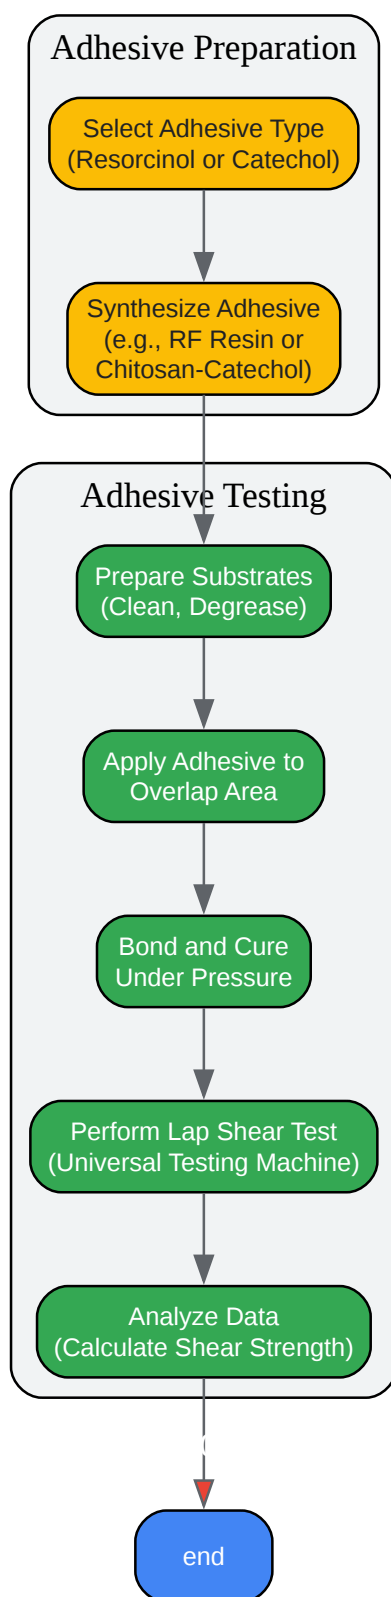 Adhesive Preparation
Select Adhesive Type
(Resorcinol or Catechol)
Synthesize Adhesive
(e.g., RF Resin or
Chitosan-Catechol)
Adhesive Testing
Prepare Substrates
(Clean, Degrease)
Apply Adhesive to
Overlap Area
Bond and Cure
Under Pressure
Perform Lap Shear Test
(Universal Testing Machine)
Analyze Data
(Calculate Shear Strength)
end